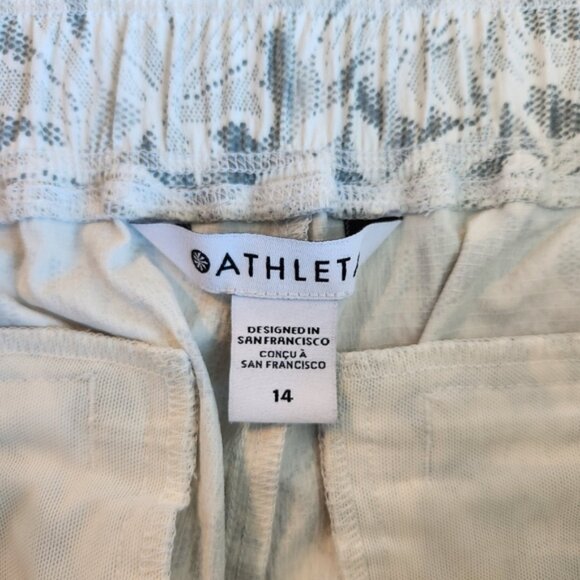 ATHLETA
DESIGNED IN
SAN FRANCISCO
CONÇU À
SAN FRANCISCO
14